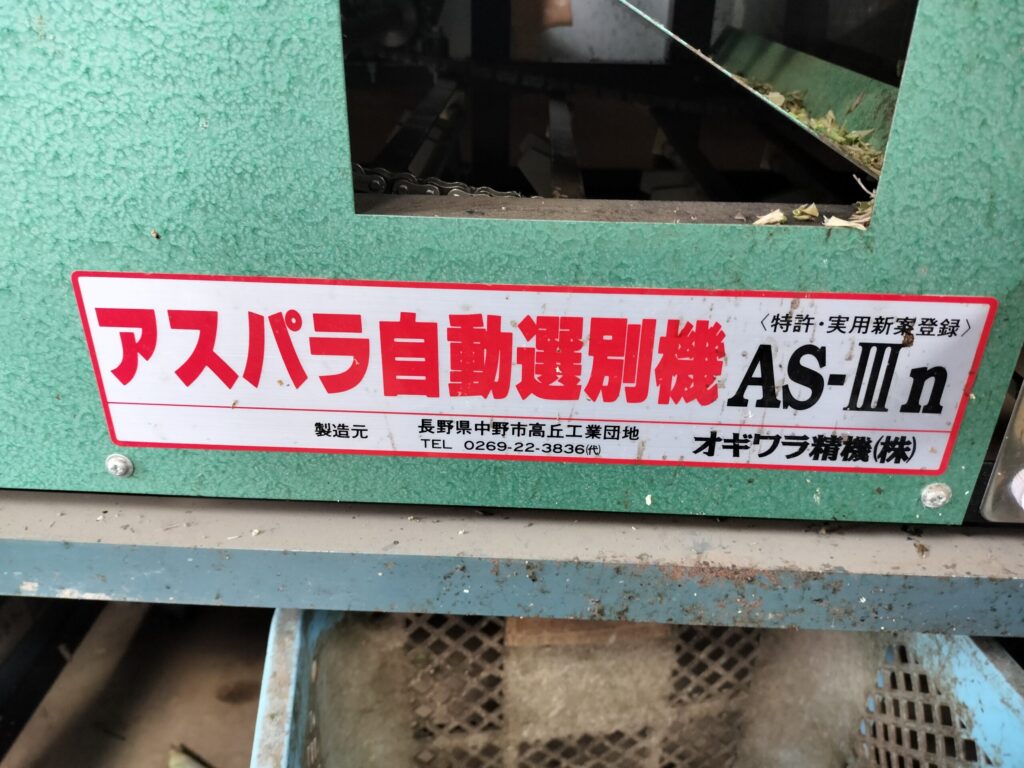 アスパラ自動選別機
〈特許・実用新案登録〉
AS-Ⅲn
製造元
長野県中野市高丘工業団地
TEL 0269-22-3836㈹
オギワラ精機(株)